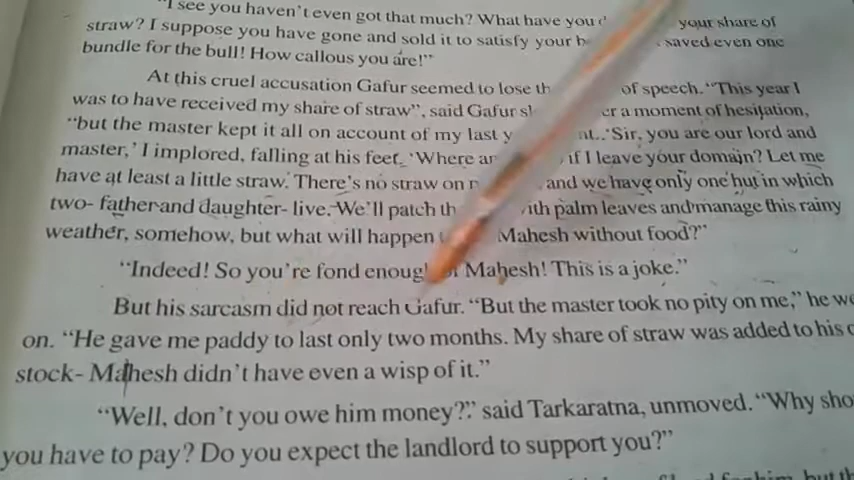 "I see you haven't even got that much? What have you your share of
straw? I suppose you have gone and sold it to satisfy your saved even one
bundle for the bull! How callous you are!"
At this cruel accusation Gafur seemed to lose of speech. "This year I
was to have received my share of straw", said Gafur a moment of hesitation,
"but the master kept it all on account of my last 'Sir, you are our lord and
master,' I implored, falling at his feet, 'Where if I leave your domain? Let me
have at least a little straw. There's no straw on and we have only one hut in which
two- father and daughter- live. We'll patch palm leaves and manage this rainy
weather, somehow, but what will happen Mahesh without food?"
"Indeed! So you're fond Mahesh! This is a joke."
But his sarcasm did not reach Gafur. "But the master took no pity on me," he
on. "He gave me paddy to last only two months. My share of straw was added to his
stock- Mahesh didn't have even a wisp of it."
"Well, don't you owe him money?" said Tarkaratna, unmoved. "Why
you have to pay? Do you expect the landlord to support you?"